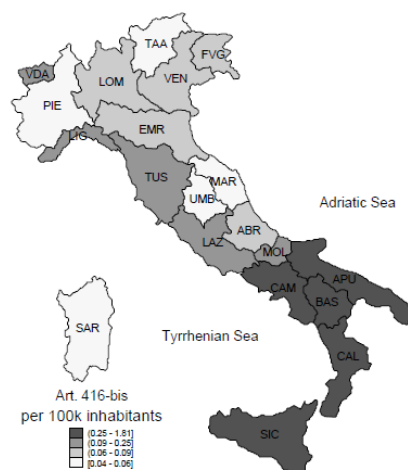 TAA
FVG
VDA
LOM
VEN
PIE
EMR
LIG
TUS
MAR
UMB
Adriatic Sea
ABR
LAZ
MOL
APU
CAM
BAS
SAR
Tyrrhenian Sea
CAL
Art. 416-bis
per 100k inhabitants
(0.25 - 1.81]
(0.09 - 0.25]
(0.06 - 0.09]
[0.04 - 0.06]
SIC